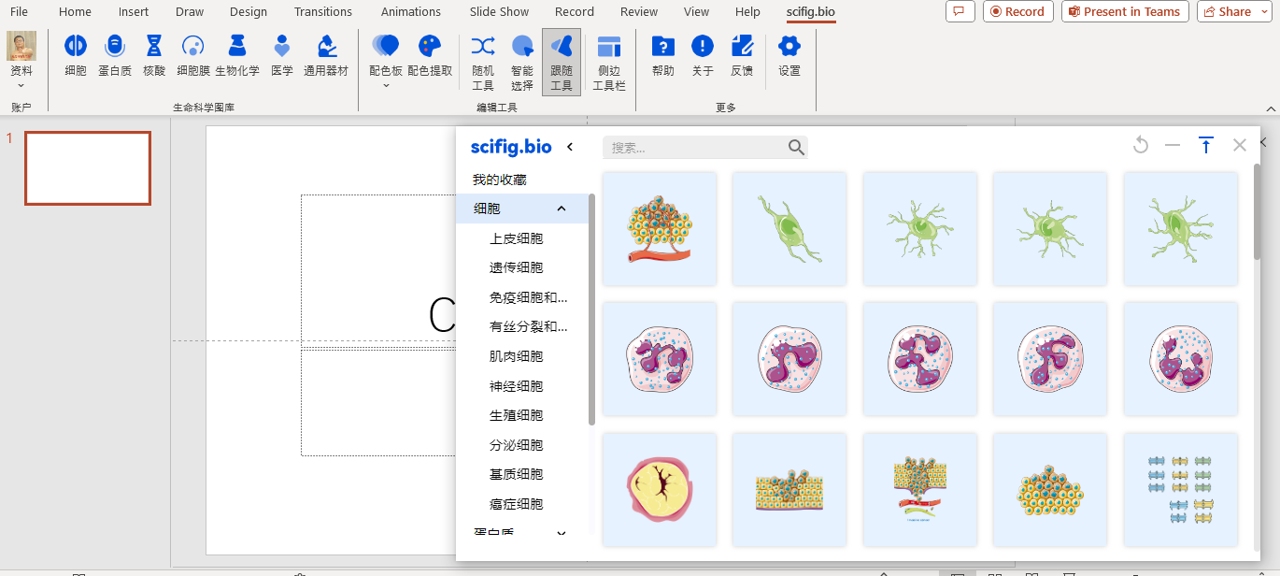 File Home Insert Draw Design Transitions Animations Slide Show Record Review View Help scifig.bio Record Present in Teams Share
资料 细胞 蛋白质 核酸 细胞膜 生物化学 医学 通用器材 配色板 配色提取 随机工具 智能选择 跟随工具 侧边工具栏 帮助 关于 反馈 设置
账户 生命科学图库 编辑工具 更多
1
C
scifig.bio
搜索...
我的收藏
细胞
上皮细胞
遗传细胞
免疫细胞和...
有丝分裂和...
肌肉细胞
神经细胞
生殖细胞
分泌细胞
基质细胞
癌症细胞
蛋白质